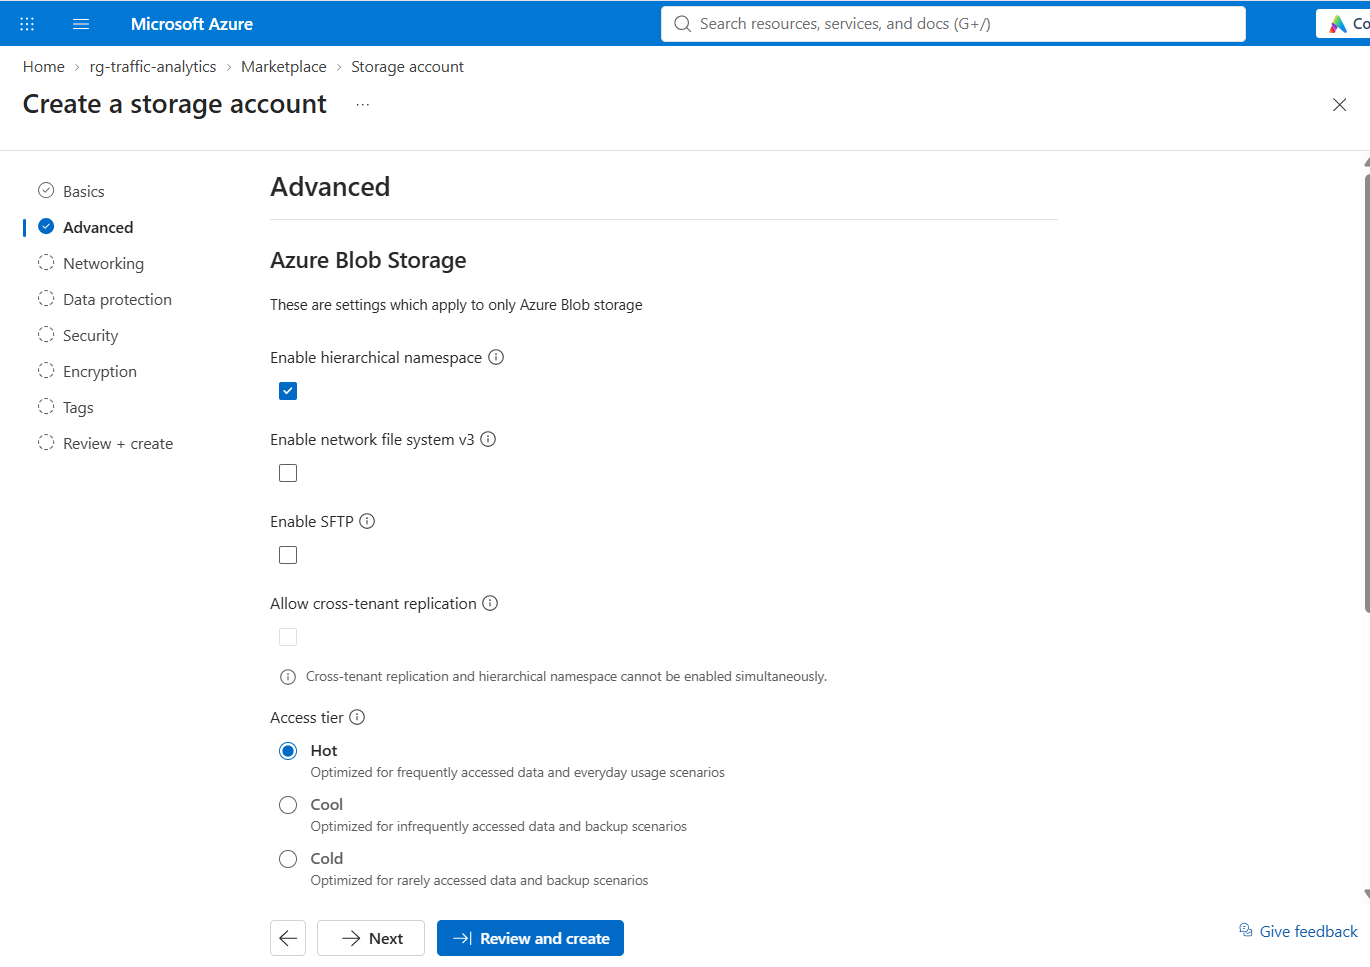 Microsoft Azure
Search resources, services, and docs (G+/)
Co
Home > rg-traffic-analytics > Marketplace > Storage account
Create a storage account ...
Basics
Advanced
Networking
Data protection
Security
Encryption
Tags
Review + create
Advanced
Azure Blob Storage
These are settings which apply to only Azure Blob storage
Enable hierarchical namespace
Enable network file system v3
Enable SFTP
Allow cross-tenant replication
Cross-tenant replication and hierarchical namespace cannot be enabled simultaneously.
Access tier
Hot
Optimized for frequently accessed data and everyday usage scenarios
Cool
Optimized for infrequently accessed data and backup scenarios
Cold
Optimized for rarely accessed data and backup scenarios
Next
Review and create
Give feedback